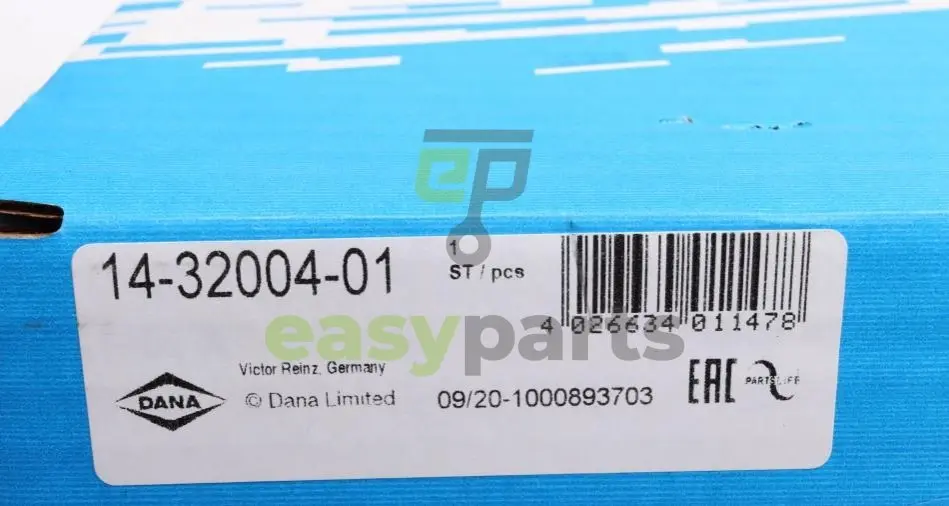 ep
14-32004-01
1
ST / pcs
4 026634 011478
easyparts
Victor Reinz, Germany
DANA
© Dana Limited
09/20-1000893703
EAC
PARTSLIFE